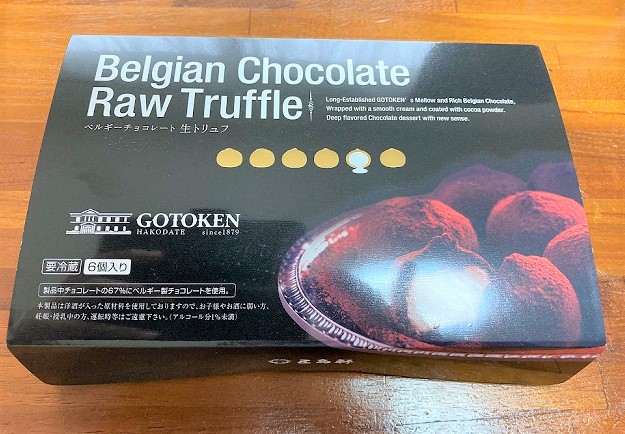 Belgian Chocolate
Raw Truffle
Long-Established GOTOKEN's Mellow and Rich Belgian Chocolate,
Wrapped with a smooth cream and coated with cocoa powder.
Deep flavored Chocolate dessert with new sense.
ベルギーチョコレート 生トリュフ
GOTOKEN
HAKODATE since1879
要冷蔵 6個入り
製品中チョコレートの67%にベルギー製チョコレートを使用。
本製品は洋酒が入った原材料を使用しておりますので、お子様やお酒に弱い方、
妊娠・授乳中の方、運転時等はご遠慮下さい。(アルコール分1%未満)
五島軒